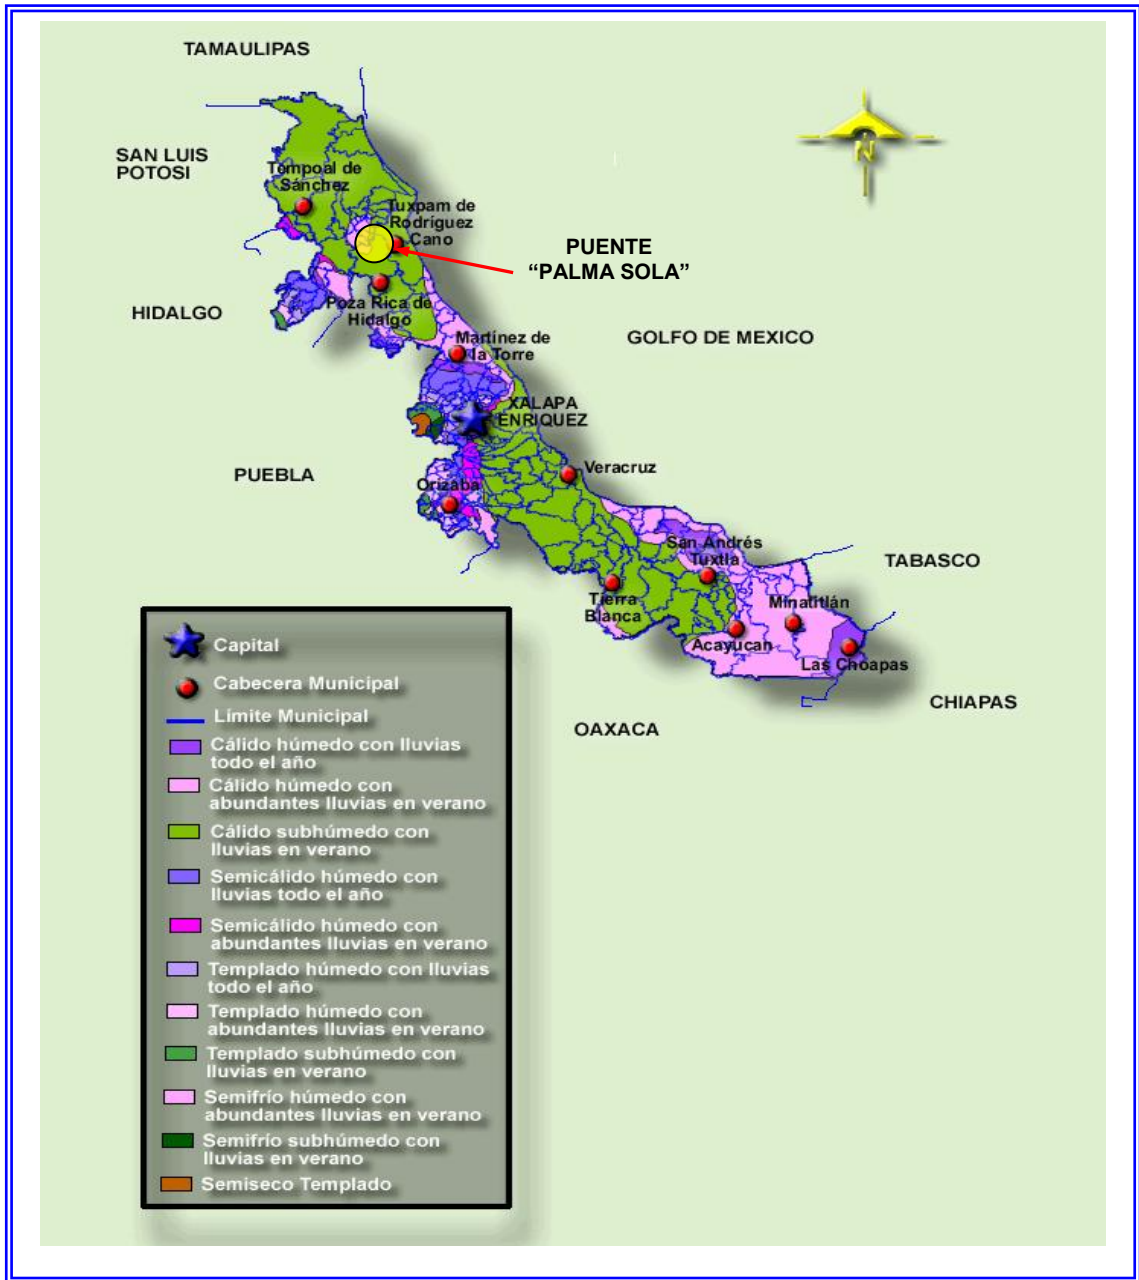 TAMAULIPAS
SAN LUIS
POTOSI
N
Tempoal de
Sánchez
Tuxpam de
Rodríguez
Cano
PUENTE
“PALMA SOLA”
HIDALGO
Poza Rica de
Hidalgo
GOLFO DE MEXICO
Martínez de
la Torre
XALAPA
ENRIQUEZ
PUEBLA
Veracruz
Orizaba
San Andrés
Tuxtla
TABASCO
Tierra
Blanca
Minatitlán
Acayucan
Las Choapas
CHIAPAS
OAXACA
Capital
Cabecera Municipal
Límite Municipal
Cálido húmedo con lluvias
todo el año
Cálido húmedo con
abundantes lluvias en verano
Cálido subhúmedo con
lluvias en verano
Semicálido húmedo con
lluvias todo el año
Semicálido húmedo con
abundantes lluvias en verano
Templado húmedo con lluvias
todo el año
Templado húmedo con
abundantes lluvias en verano
Templado subhúmedo con
lluvias en verano
Semifrío húmedo con
abundantes lluvias en verano
Semifrío subhúmedo con
lluvias en verano
Semiseco Templado